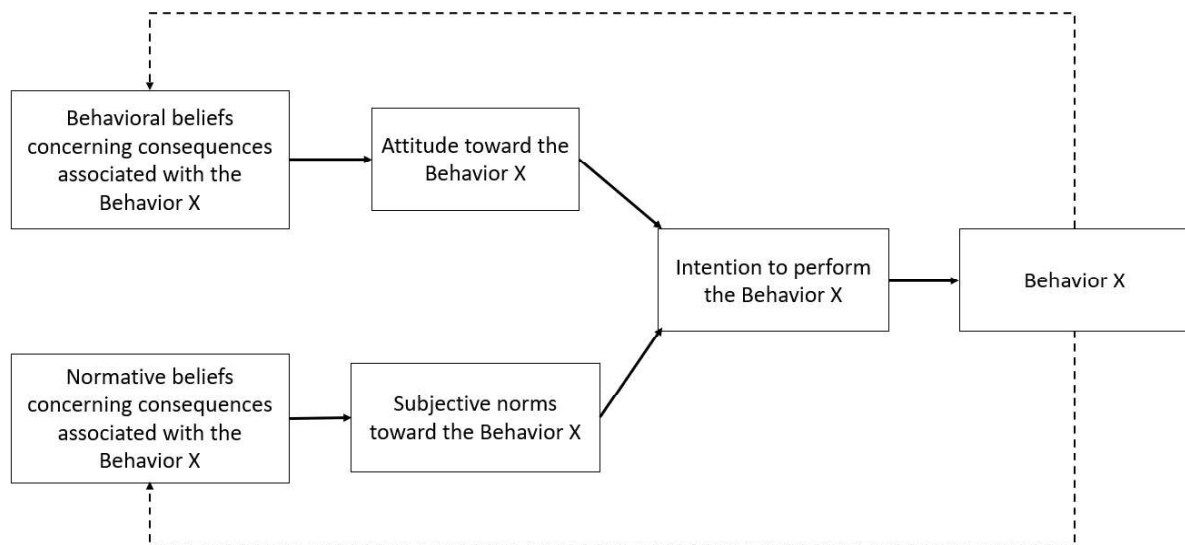 Behavioral beliefs
concerning consequences
associated with the
Behavior X
Attitude toward the
Behavior X
Intention to perform
the Behavior X
Behavior X
Normative beliefs
concerning consequences
associated with the
Behavior X
Subjective norms
toward the Behavior X